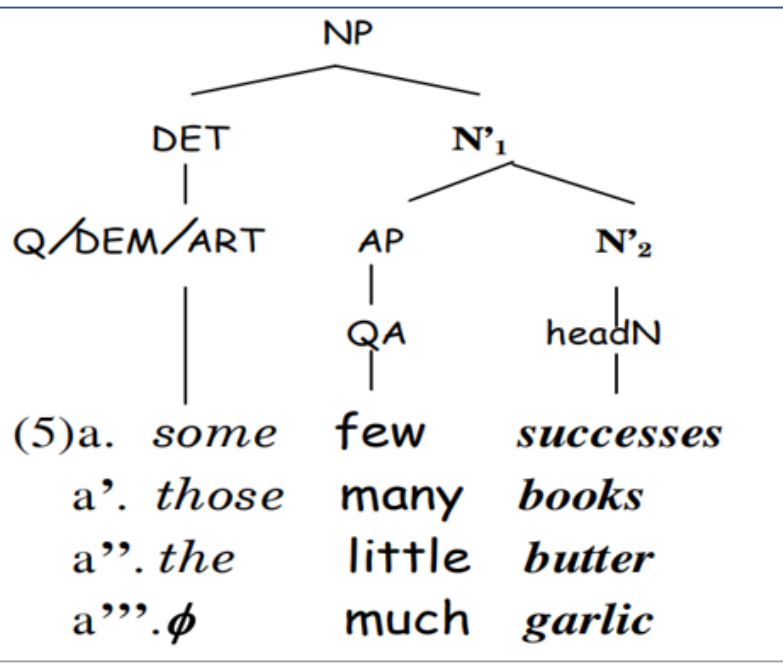 NP
DET N’₁
Q/DEM/ART AP N’₂
QA headN
(5)a. some few successes
a’. those many books
a’’. the little butter
a’’’.ϕ much garlic